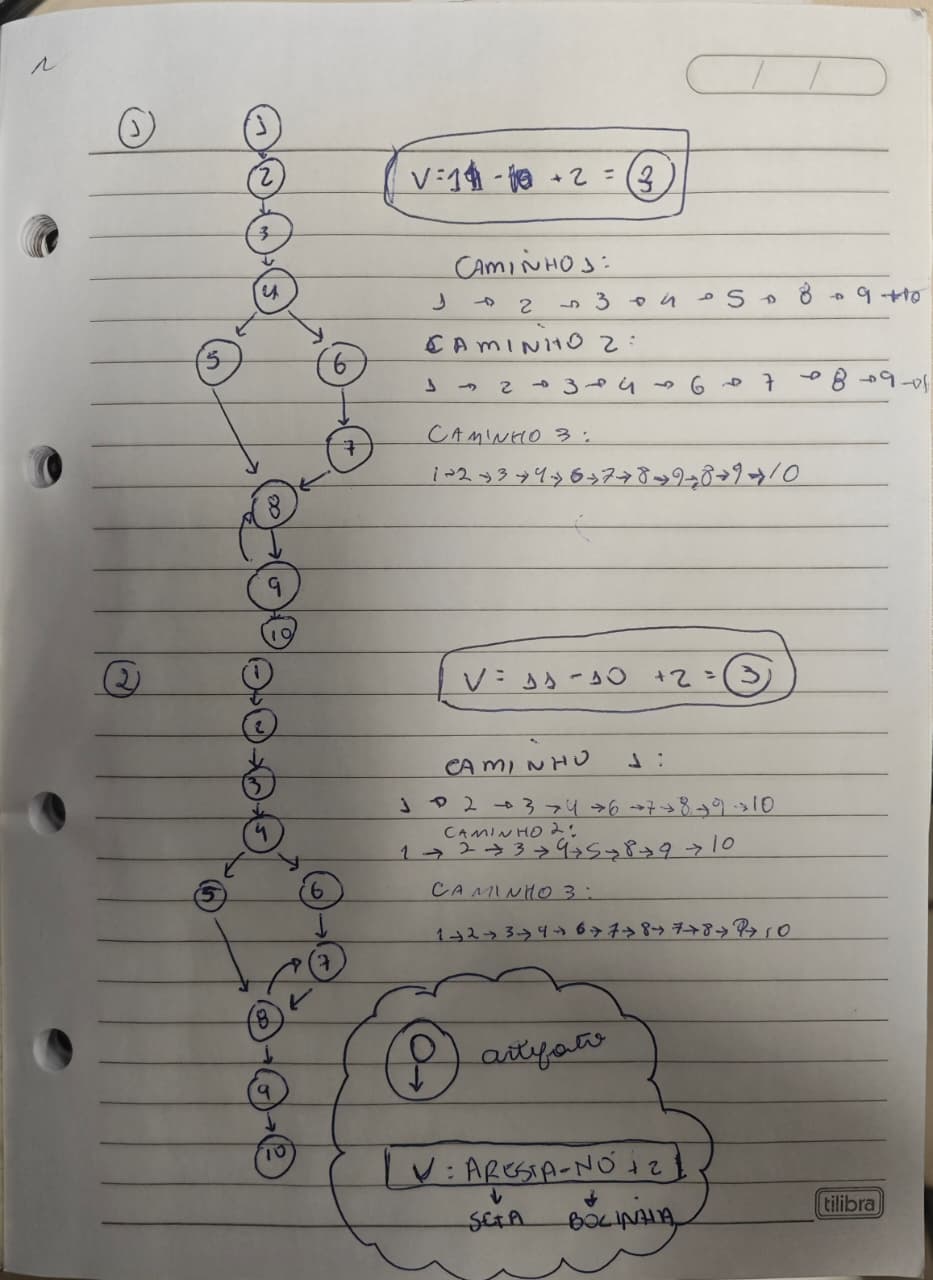 1 1
2
V=11-10+2=3
3
CAMINHO 1:
4
1→2→3→4→5→8→9→10
CAMINHO 2:
5 6
1→2→3→4→6→7→8→9→1
CAMINHO 3:
7
1→2→3→4→6→7→8→9→8→9→10
8
9
10
2 1
V=11-10+2=3
2
CAMINHO 1:
3
1→2→3→4→6→7→8→9→10
CAMINHO 2:
4
1→2→3→4→5→8→9→10
5 6
CAMINHO 3:
1→2→3→4→6→7→8→7→8→9→10
7
8
9
10
V: ARESTA-NÓ+2
SETA BOLINHA
tilibra